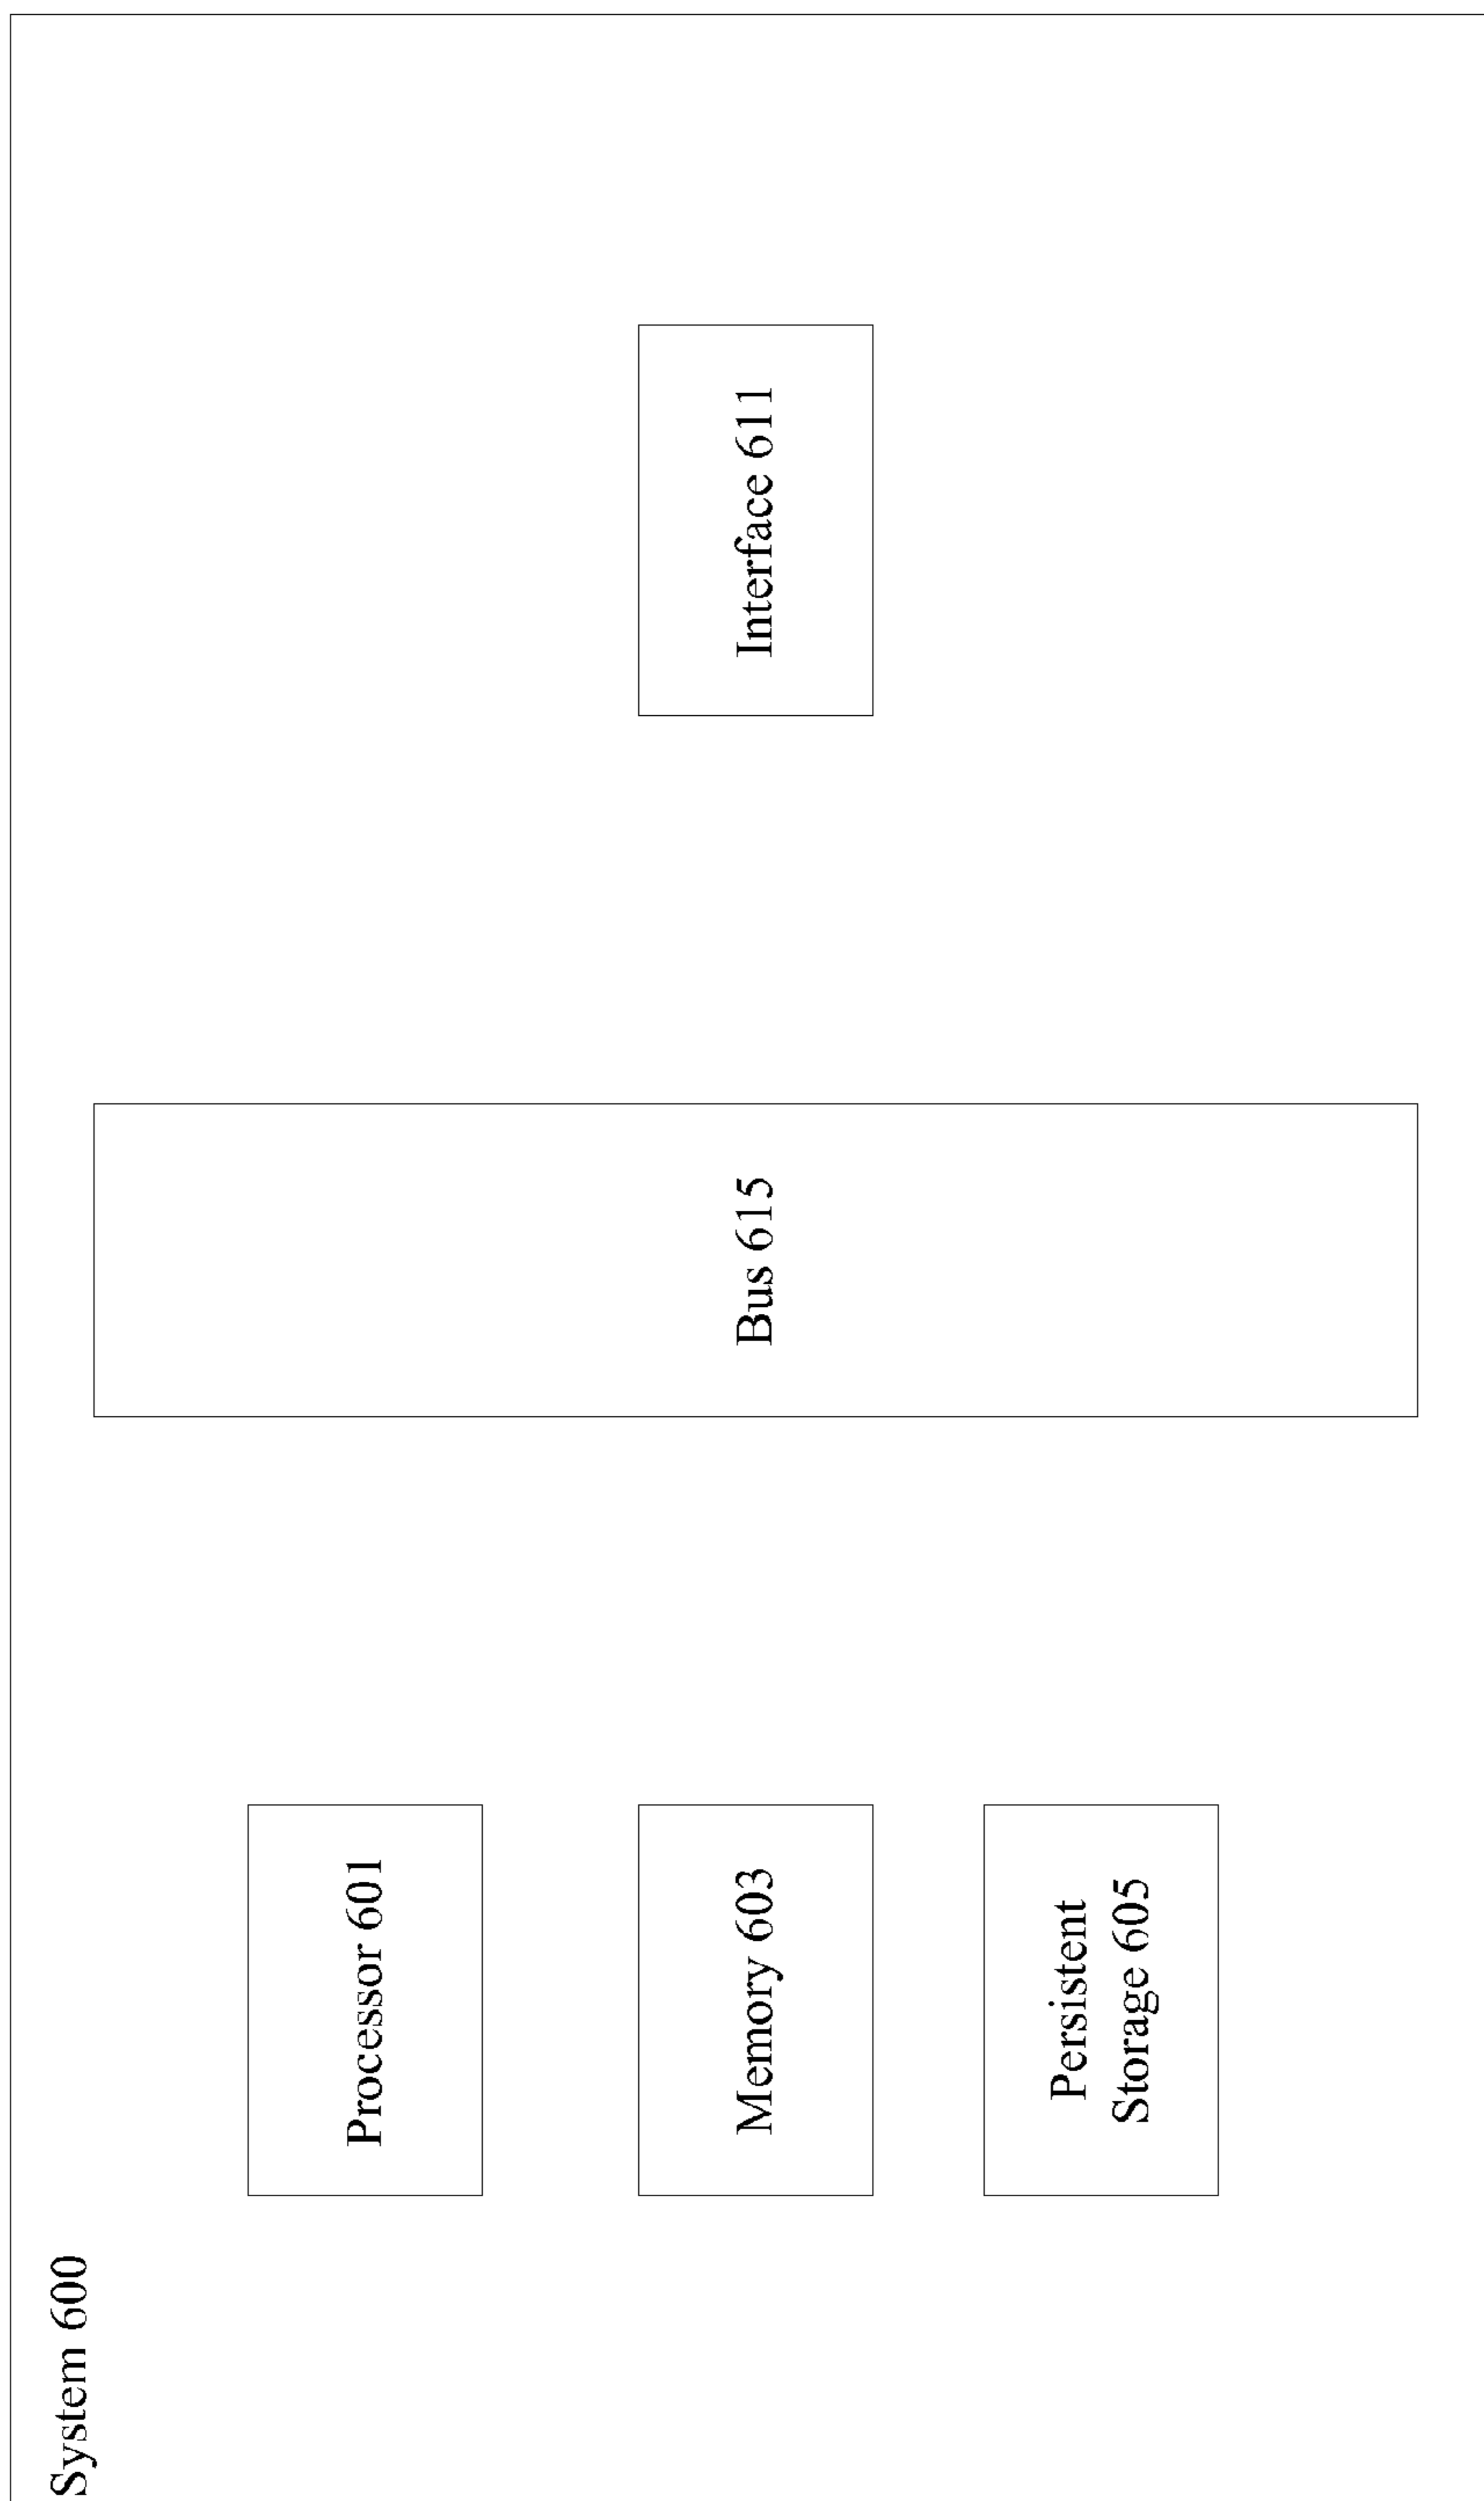 System 600
Processor 601
Memory 603
Persistent
Storage 605
Bus 615
Interface 611